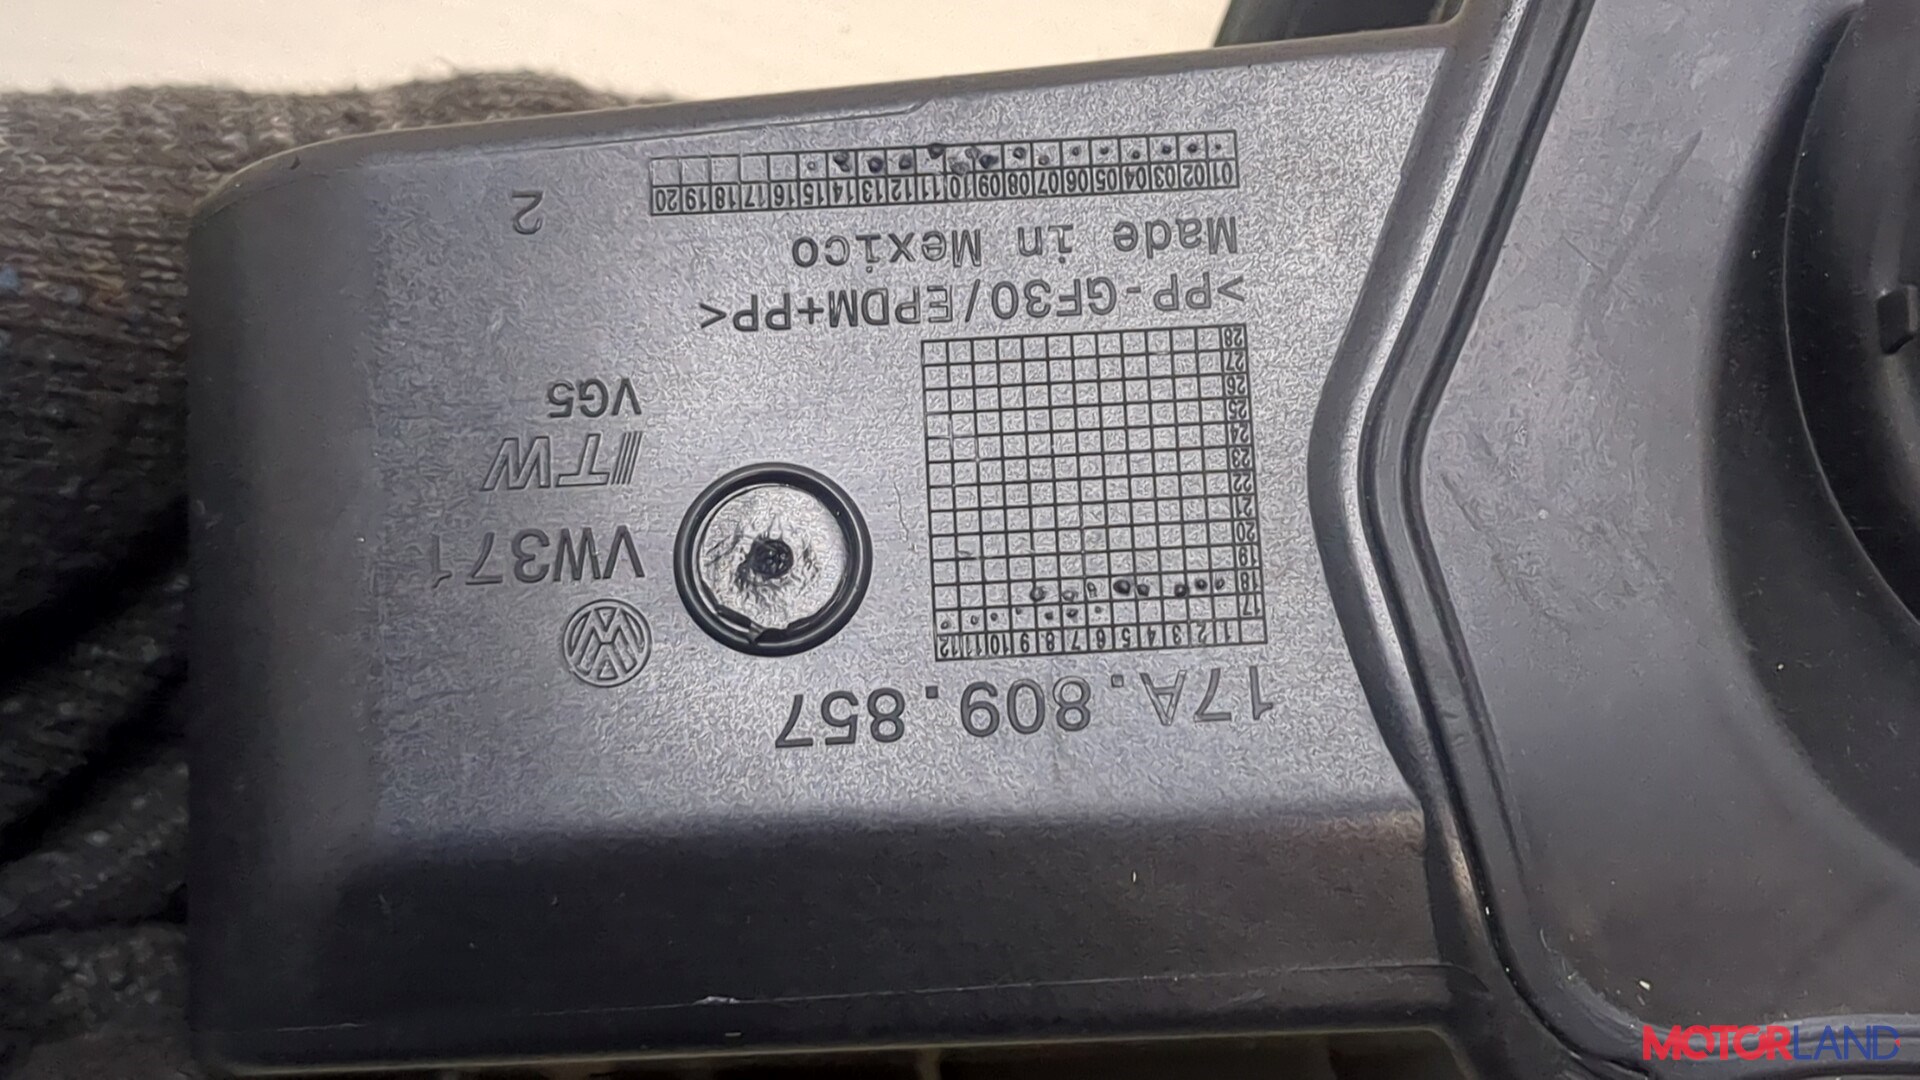 17A.809.857
1 2 3 4 5 6 7 8 9 10 11 12
17
18
19
20
21
22
23
24
25
26
27
28
VW371
ITW
VG5
>PP-GF30/EPDM+PP<
Made in Mexico
01 02 03 04 05 06 07 08 09 10 11 12 13 14 15 16 17 18 19 20
2
MOTORLAND